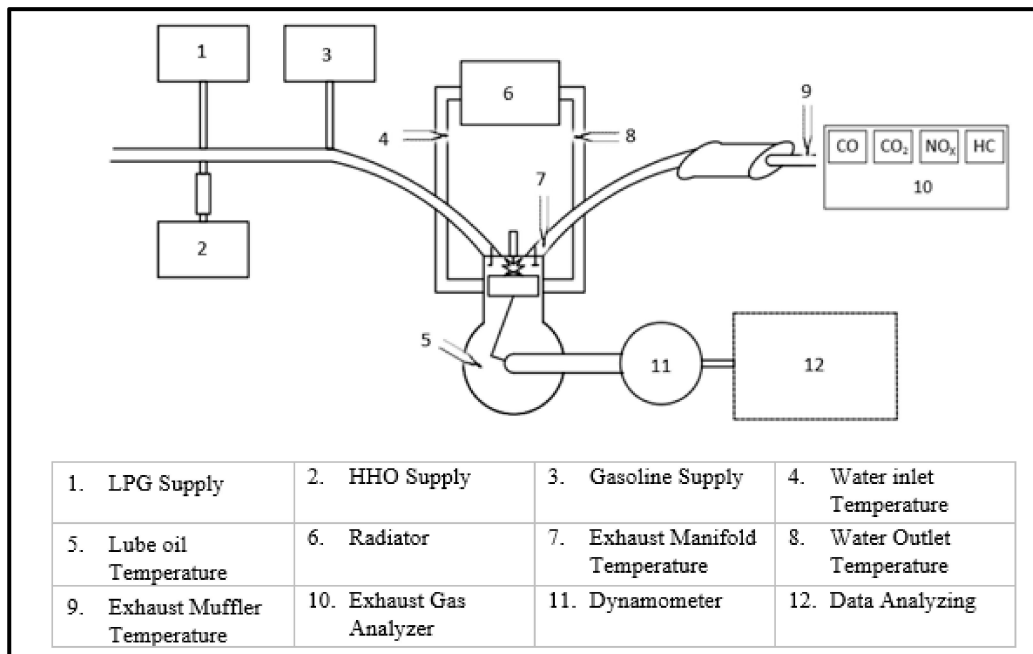 1
3
6
9
4
8
CO CO₂ NOₓ HC
10
7
2
5
11
12
1. LPG Supply
2. HHO Supply
3. Gasoline Supply
4. Water inlet
Temperature
5. Lube oil
Temperature
6. Radiator
7. Exhaust Manifold
Temperature
8. Water Outlet
Temperature
9. Exhaust Muffler
Temperature
10. Exhaust Gas
Analyzer
11. Dynamometer
12. Data Analyzing